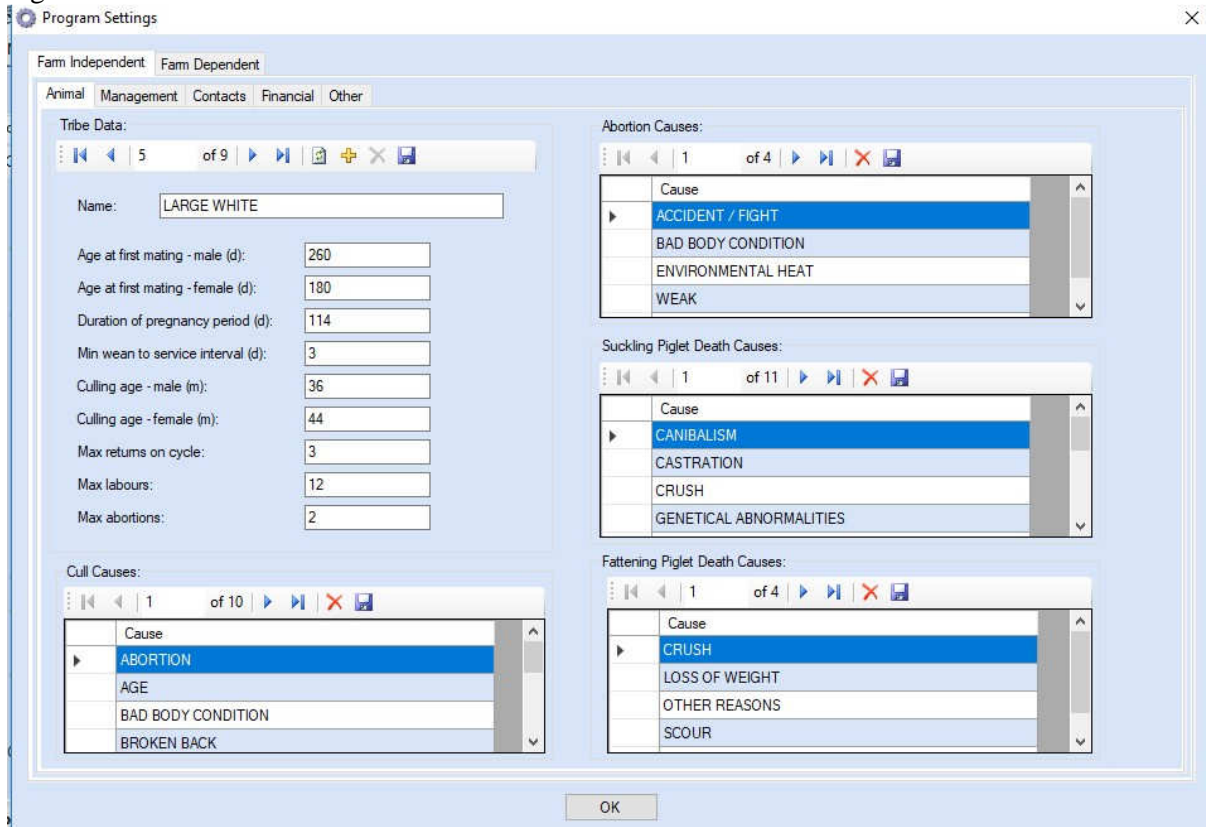 Program Settings
Farm Independent Farm Dependent
Animal Management Contacts Financial Other
Tribe Data:
5 of 9
Name: LARGE WHITE
Age at first mating - male (d): 260
Age at first mating - female (d): 180
Duration of pregnancy period (d): 114
Min wean to service interval (d): 3
Culling age - male (m): 36
Culling age - female (m): 44
Max returns on cycle: 3
Max labours: 12
Max abortions: 2
Cull Causes:
1 of 10
Cause
ABORTION
AGE
BAD BODY CONDITION
BROKEN BACK
Abortion Causes:
1 of 4
Cause
ACCIDENT / FIGHT
BAD BODY CONDITION
ENVIRONMENTAL HEAT
WEAK
Suckling Piglet Death Causes:
1 of 11
Cause
CANIBALISM
CASTRATION
CRUSH
GENETICAL ABNORMALITIES
Fattening Piglet Death Causes:
1 of 4
Cause
CRUSH
LOSS OF WEIGHT
OTHER REASONS
SCOUR
OK